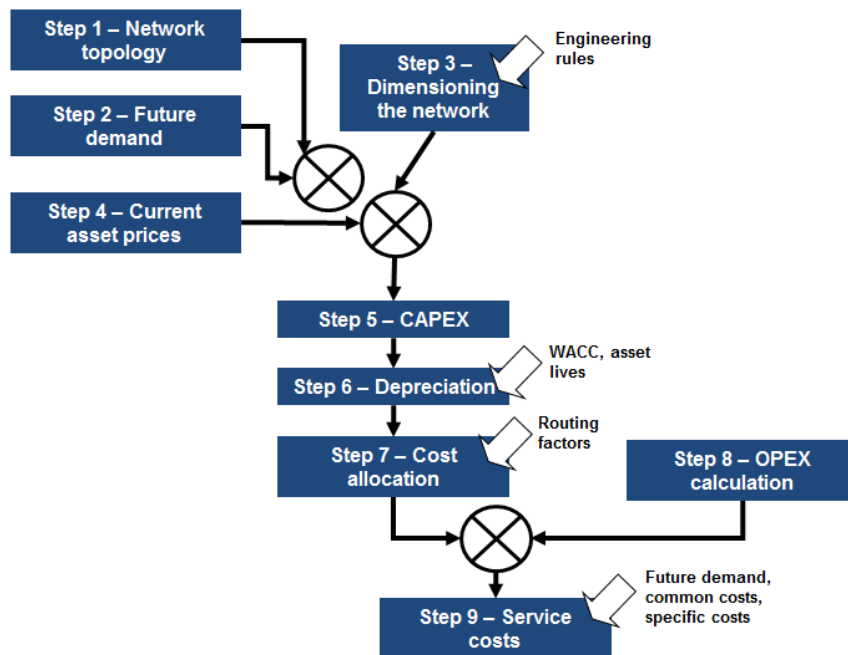 Step 1 – Network
topology
Step 2 – Future
demand
Step 3 –
Dimensioning
the network
Engineering
rules
Step 4 – Current
asset prices
Step 5 – CAPEX
Step 6 – Depreciation
WACC, asset
lives
Step 7 – Cost
allocation
Routing
factors
Step 8 – OPEX
calculation
Step 9 – Service
costs
Future demand,
common costs,
specific costs